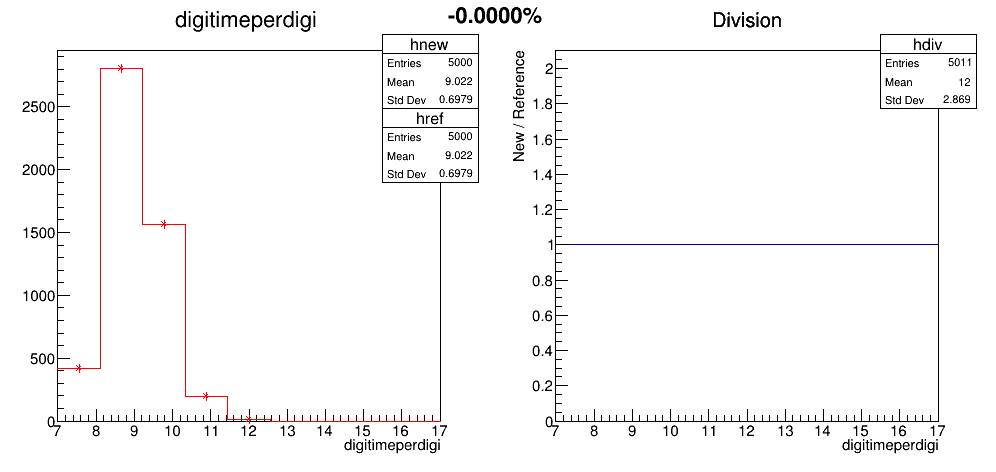 digitimeperdigi
-0.0000%
Division
hnew
Entries 5000
Mean 9.022
Std Dev 0.6979
href
Entries 5000
Mean 9.022
Std Dev 0.6979
2500
2000
1500
1000
500
0
7 8 9 10 11 12 13 14 15 16 17
digitimeperdigi
hdiv
Entries 5011
Mean 12
Std Dev 2.869
New / Reference
2
1.8
1.6
1.4
1.2
1
0.8
0.6
0.4
0.2
0
7 8 9 10 11 12 13 14 15 16 17
digitimeperdigi